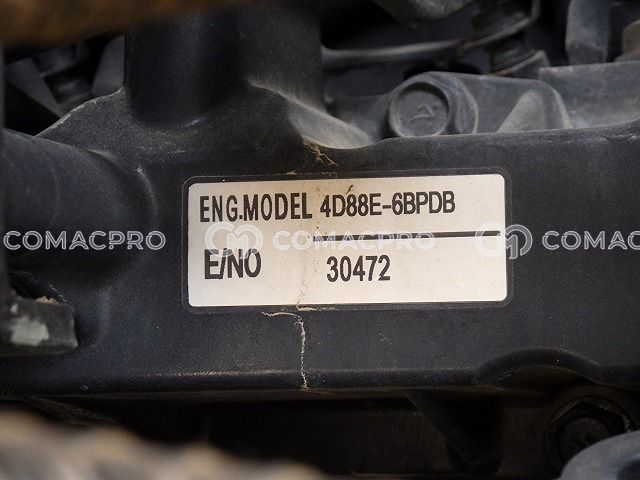 ENG.MODEL 4D88E-6BPDB
COMACPRO COMACPRO COMACPRO
E/NO 30472